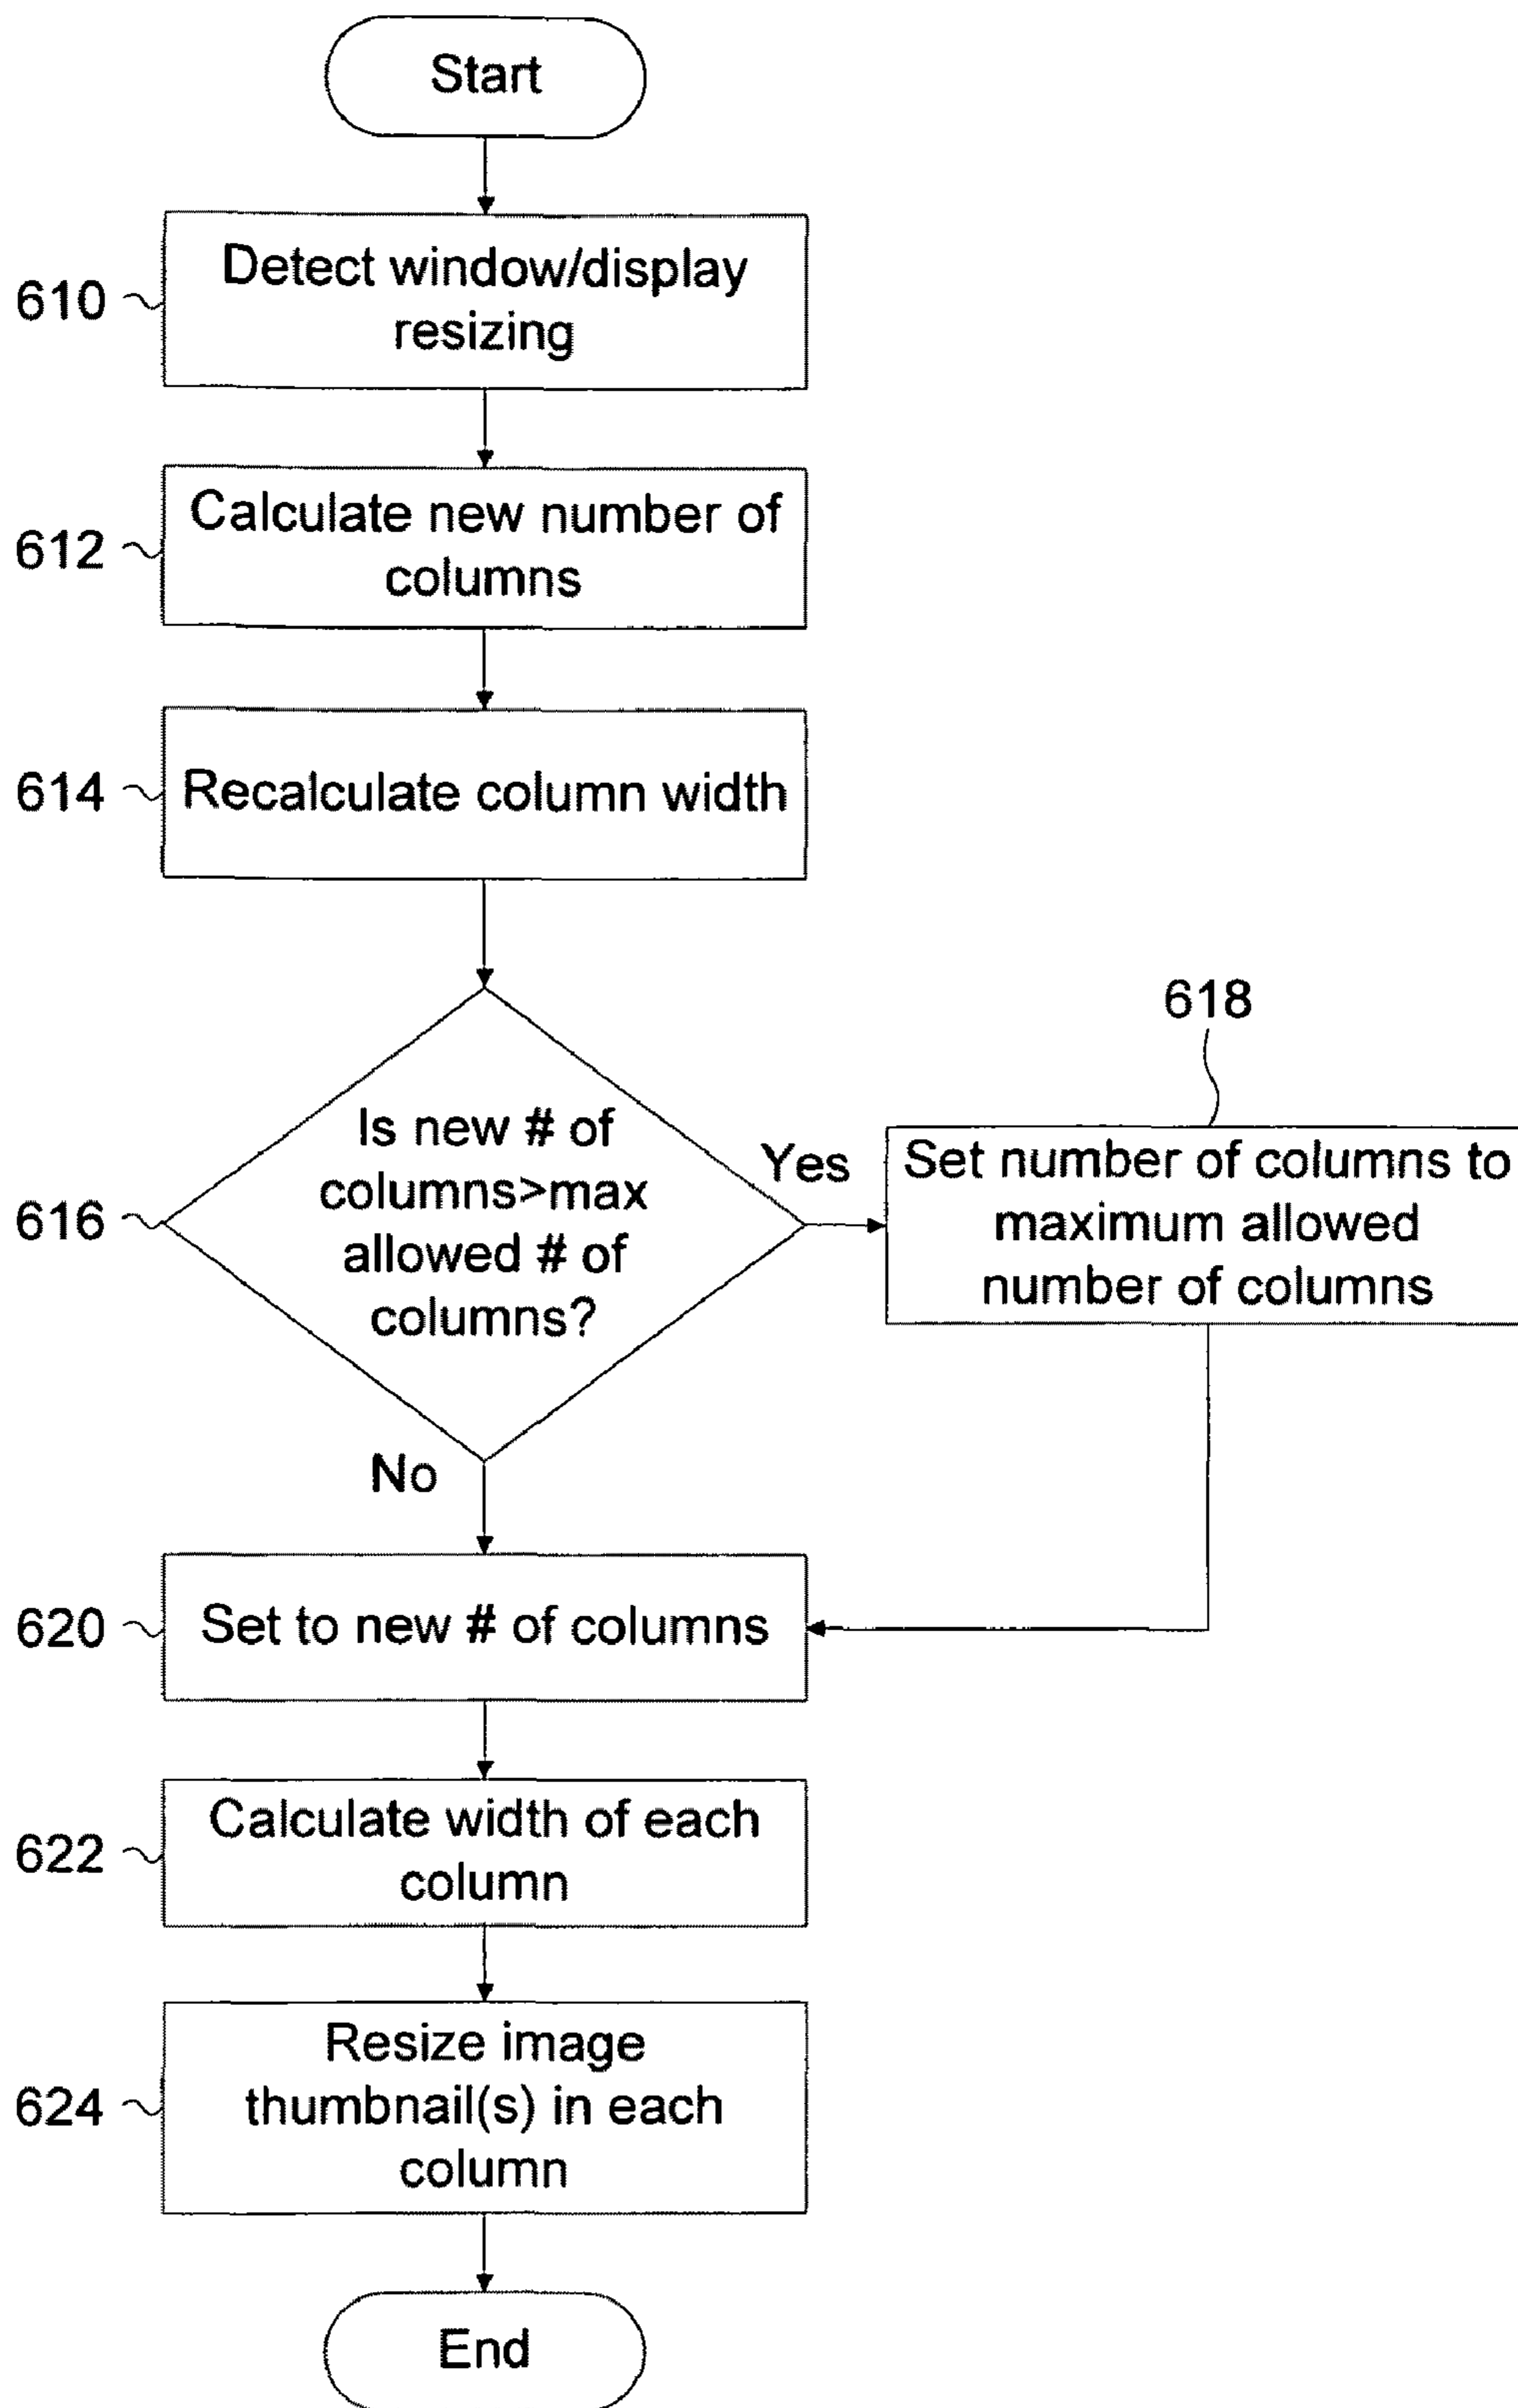 Start
610
Detect window/display
resizing
612
Calculate new number of
columns
614
Recalculate column width
616
Is new # of
columns>max
allowed # of
columns?
Yes
618
Set number of columns to
maximum allowed
number of columns
No
620
Set to new # of columns
622
Calculate width of each
column
624
Resize image
thumbnail(s) in each
column
End